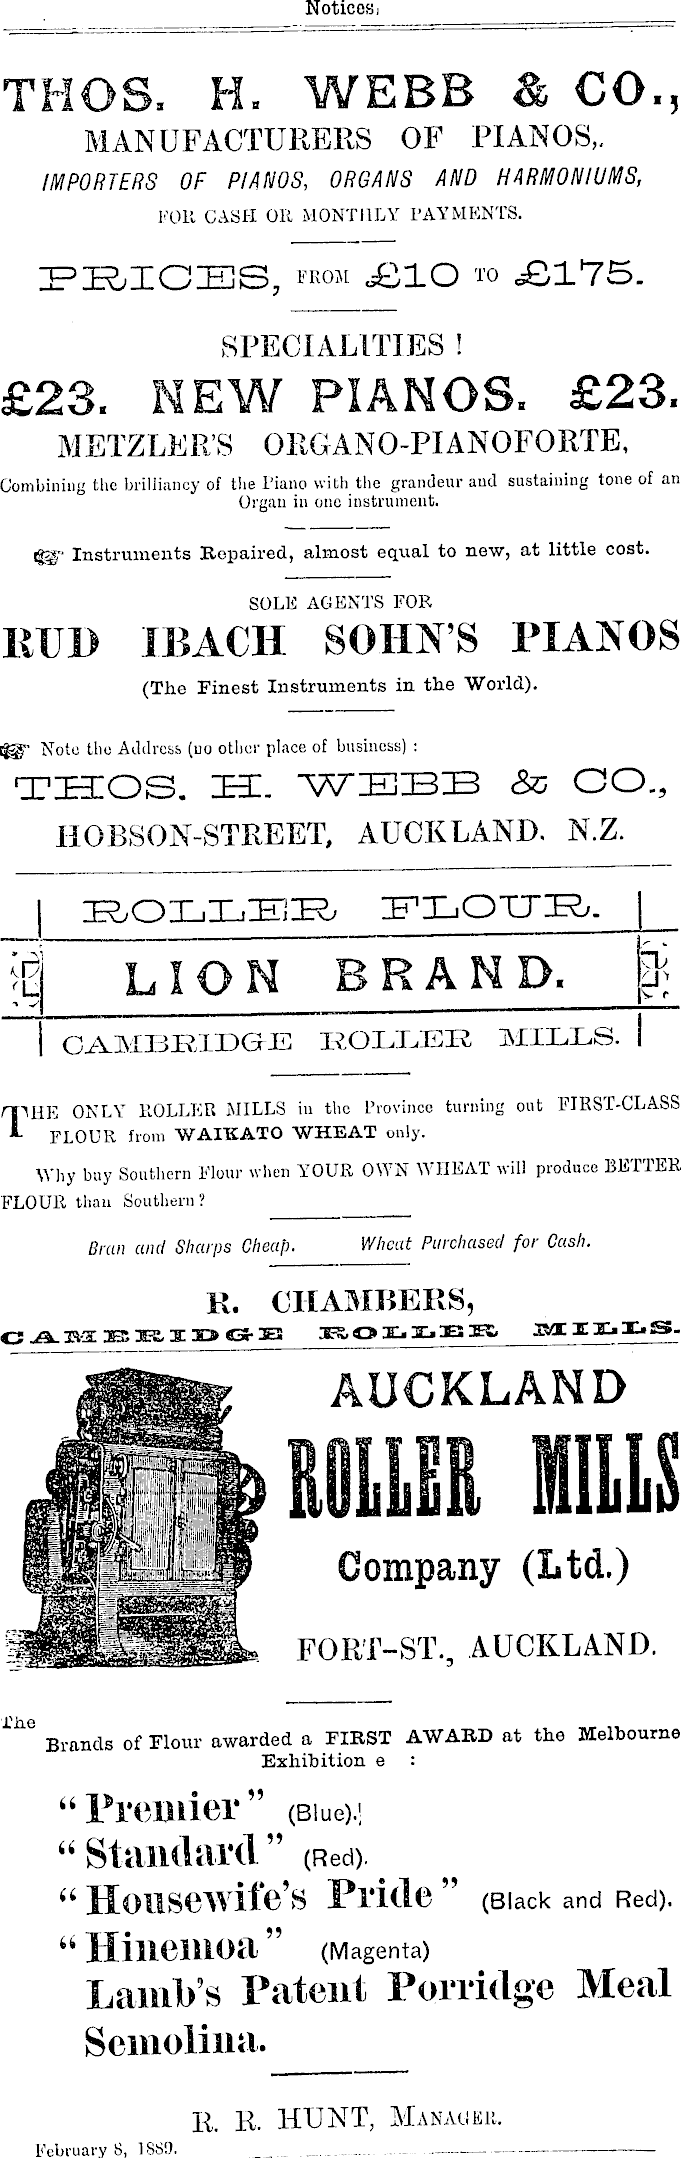 Notices,
THOS. H. WEBB & CO.,
MANUFACTURERS OF PIANOS,.
IMPORTERS OF PIANOS, ORGANS AND HARMONIUMS,
FOR CASH OR MONTHLY PAYMENTS.
PRICES, FROM £10 TO £175.
SPECIALITIES !
£23. NEW PIANOS. £23.
METZLER'S ORGANO-PIANOFORTE,
Combining the brilliancy of the Piano with the grandeur and sustaining tone of an
Organ in one instrument.
☞ Instruments Repaired, almost equal to new, at little cost.
SOLE AGENTS FOR
RUD IBACH SOHN'S PIANOS
(The Finest Instruments in the World).
☞ Note the Address (no other place of business) :
THOS. H. WEBB & CO.,
HOBSON-STREET, AUCKLAND. N.Z.
ROLLER FLOUR.
LION BRAND.
CAMBRIDGE ROLLER MILLS.
THE ONLY ROLLER MILLS in the Province turning out FIRST-CLASS
FLOUR from WAIKATO WHEAT only.
Why buy Southern Flour when YOUR OWN WHEAT will produce BETTER
FLOUR than Southern ?
Bran and Sharps Cheap. Wheat Purchased for Cash.
R. CHAMBERS,
CAMBRIDGE ROLLER MILLS.
AUCKLAND
ROLLER MILLS
Company (Ltd.)
FORT-ST., AUCKLAND.
The
Brands of Flour awarded a FIRST AWARD at the Melbourne
Exhibition e :
"Premier" (Blue).
"Standard" (Red).
"Housewife's Pride" (Black and Red).
"Hinemoa" (Magenta)
Lamb's Patent Porridge Meal
Semolina.
R. R. HUNT, MANAGER.
February 8, 1889.